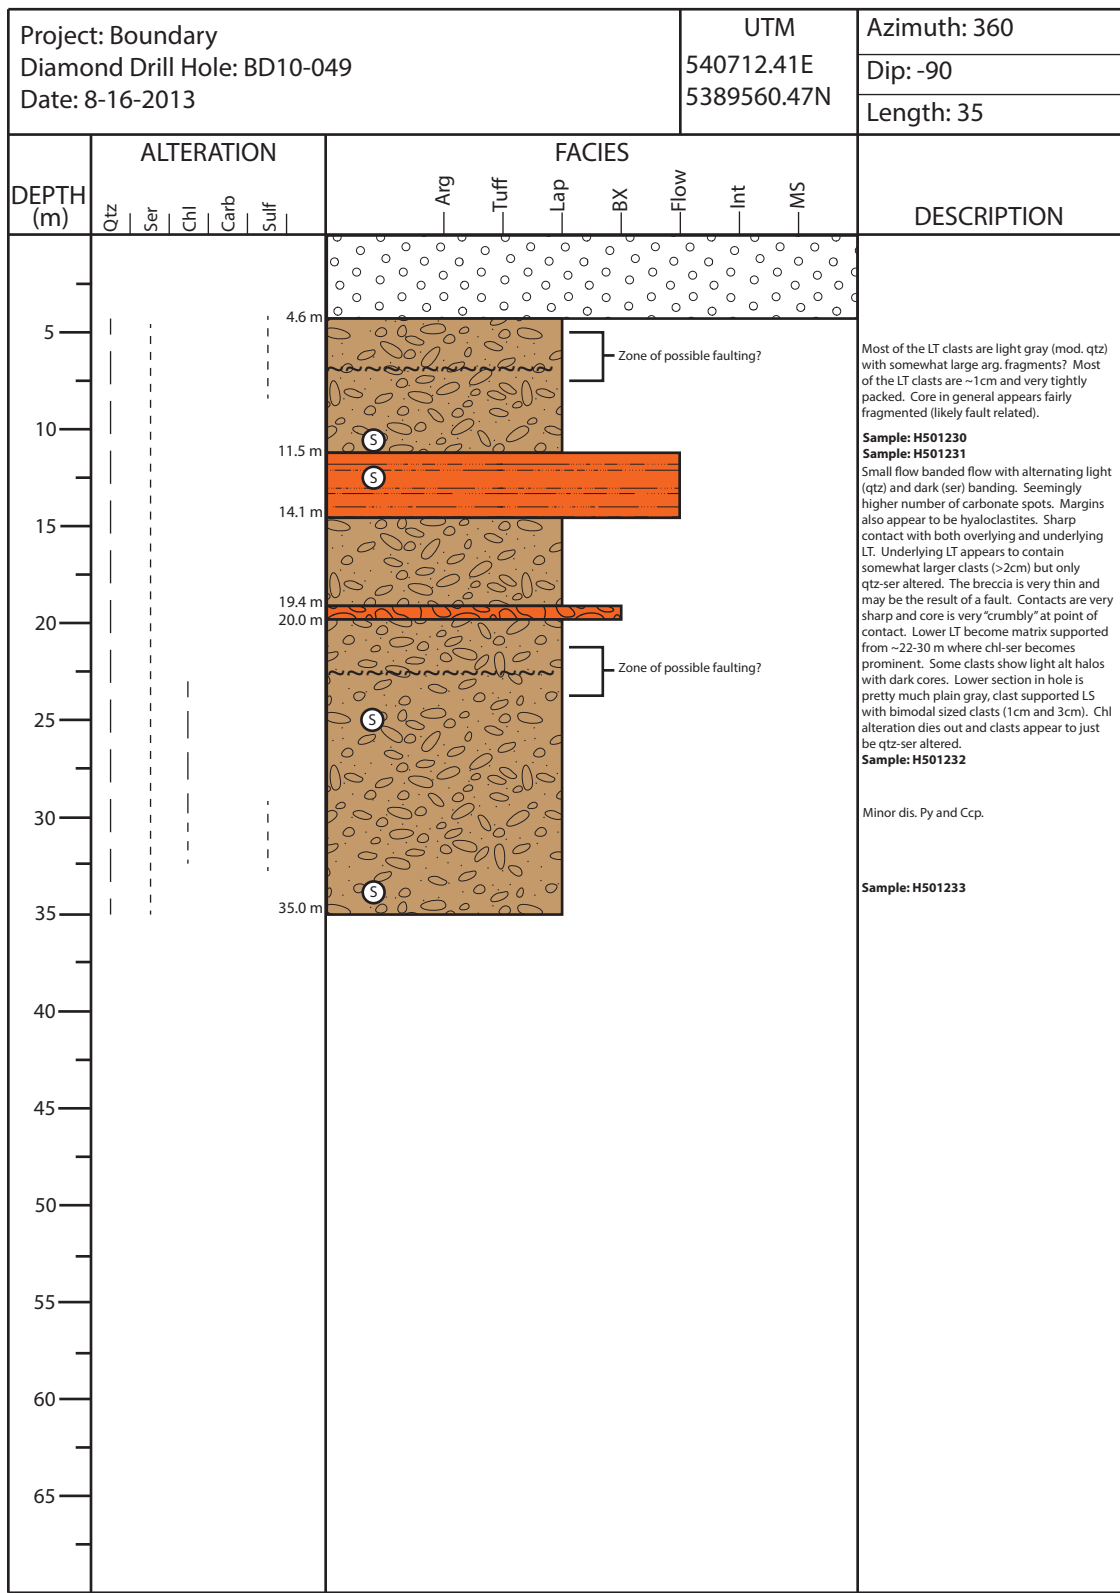 Project: Boundary
Diamond Drill Hole: BD10-049
Date: 8-16-2013
UTM
540712.41E
5389560.47N
Azimuth: 360
Dip: -90
Length: 35
DEPTH
(m)
ALTERATION
Qtz
Ser
Chl
Carb
Sulf
FACIES
Arg
Tuff
Lap
BX
Flow
Int
MS
DESCRIPTION
4.6 m
5
Zone of possible faulting?
Most of the LT clasts are light gray (mod. qtz)
with somewhat large arg. fragments? Most
of the LT clasts are ~1cm and very tightly
packed. Core in general appears fairly
fragmented (likely fault related).
10
S
Sample: H501230
11.5 m
Sample: H501231
S
Small flow banded flow with alternating light
(qtz) and dark (ser) banding. Seemingly
higher number of carbonate spots. Margins
also appear to be hyaloclastites. Sharp
contact with both overlying and underlying
LT. Underlying LT appears to contain
somewhat larger clasts (>2cm) but only
qtz-ser altered. The breccia is very thin and
may be the result of a fault. Contacts are very
sharp and core is very "crumbly" at point of
contact. Lower LT become matrix supported
from ~22-30 m where chl-ser becomes
prominent. Some clasts show light alt halos
with dark cores. Lower section in hole is
pretty much plain gray, clast supported LS
with bimodal sized clasts (1cm and 3cm). Chl
alteration dies out and clasts appear to just
be qtz-ser altered.
14.1 m
15
19.4 m
20
20.0 m
Zone of possible faulting?
25
S
Sample: H501232
30
Minor dis. Py and Ccp.
S
Sample: H501233
35
35.0 m
40
45
50
55
60
65